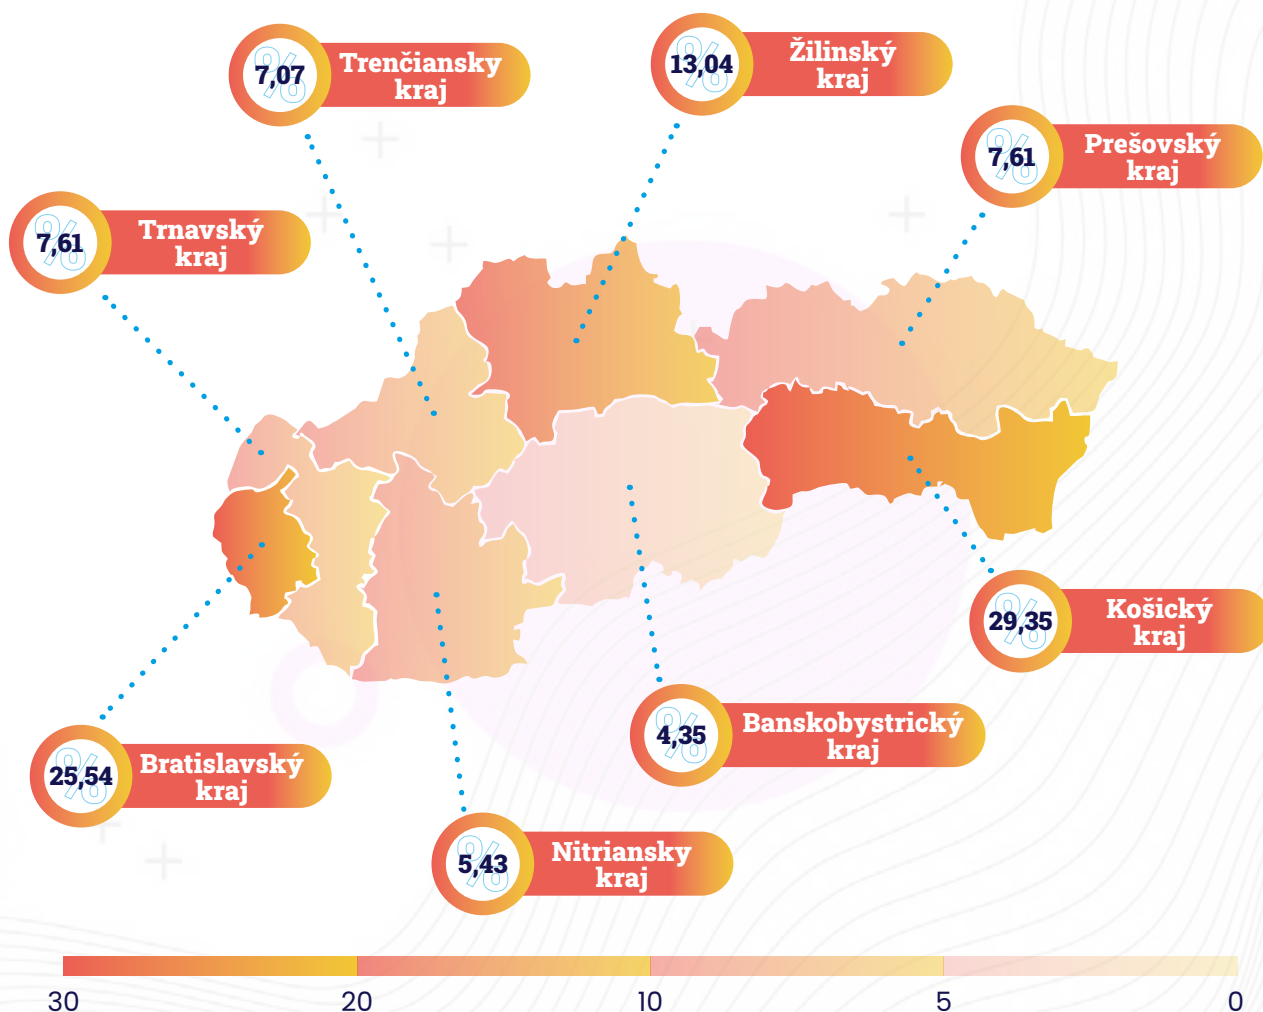 7,07
Trenčiansky
kraj
13,04
Žilinský
kraj
7,61
Prešovský
kraj
7,61
Trnavský
kraj
29,35
Košický
kraj
4,35
Banskobystrický
kraj
25,54
Bratislavský
kraj
5,43
Nitriansky
kraj
30 20 10 5 0